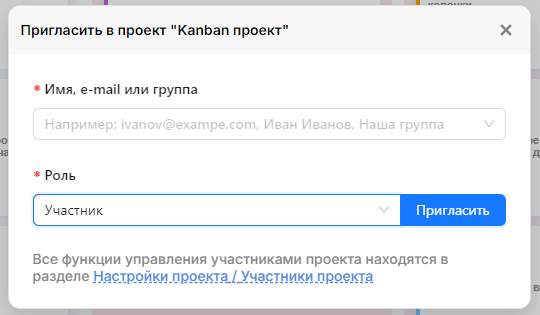 колонки
Пригласить в проект "Kanban проект"
* Имя, e-mail или группа
Например: ivanov@exampe.com, Иван Иванов, Наша группа
* Роль
Участник
Пригласить
Все функции управления участниками проекта находятся в
разделе Настройки проекта / Участники проекта